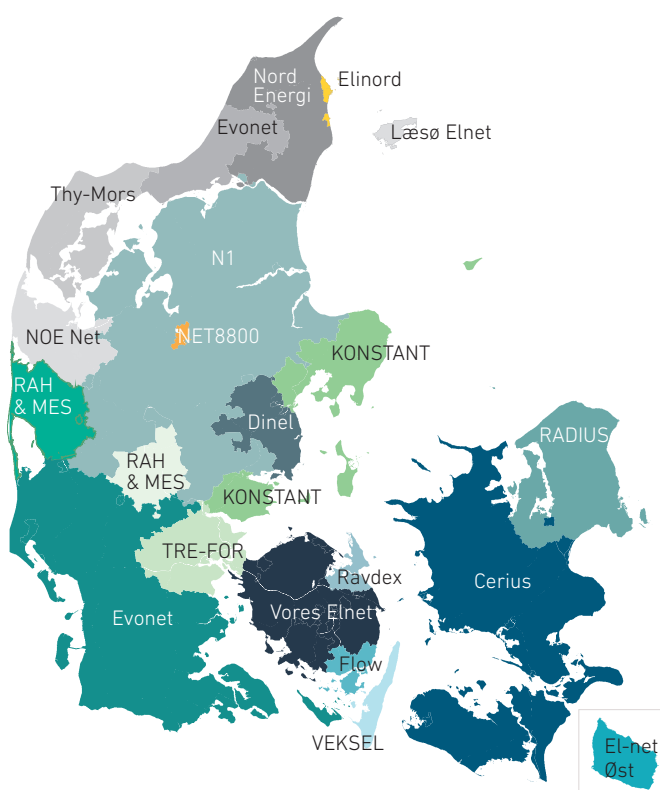 Nord
Energi
Elinord
Evonet
Læsø Elnet
Thy-Mors
N1
NOE Net
NET8800
KONSTANT
RAH
& MES
Dinel
RADIUS
RAH
& MES
KONSTANT
TRE-FOR
Ravdex
Cerius
Evonet
Vores Elnet
Flow
VEKSEL
El-net
Øst